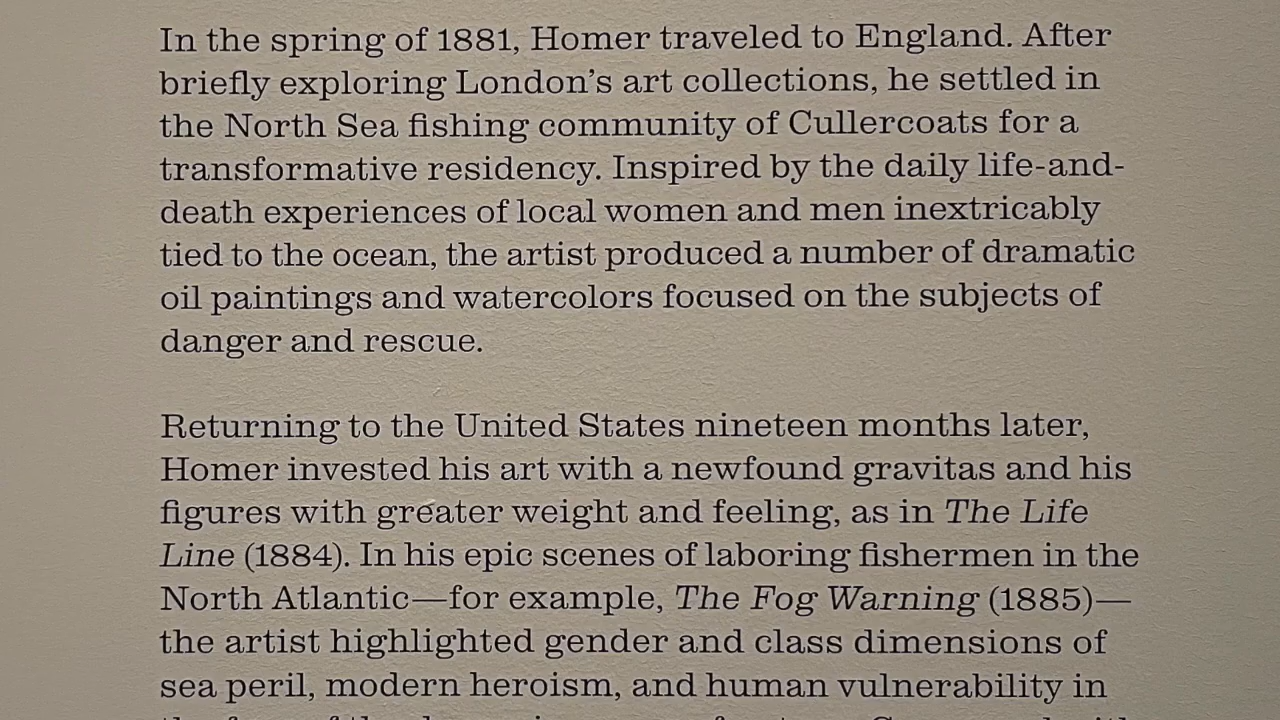 In the spring of 1881, Homer traveled to England. After
briefly exploring London’s art collections, he settled in
the North Sea fishing community of Cullercoats for a
transformative residency. Inspired by the daily life-and-
death experiences of local women and men inextricably
tied to the ocean, the artist produced a number of dramatic
oil paintings and watercolors focused on the subjects of
danger and rescue.
Returning to the United States nineteen months later,
Homer invested his art with a newfound gravitas and his
figures with greater weight and feeling, as in The Life
Line (1884). In his epic scenes of laboring fishermen in the
North Atlantic—for example, The Fog Warning (1885)—
the artist highlighted gender and class dimensions of
sea peril, modern heroism, and human vulnerability in